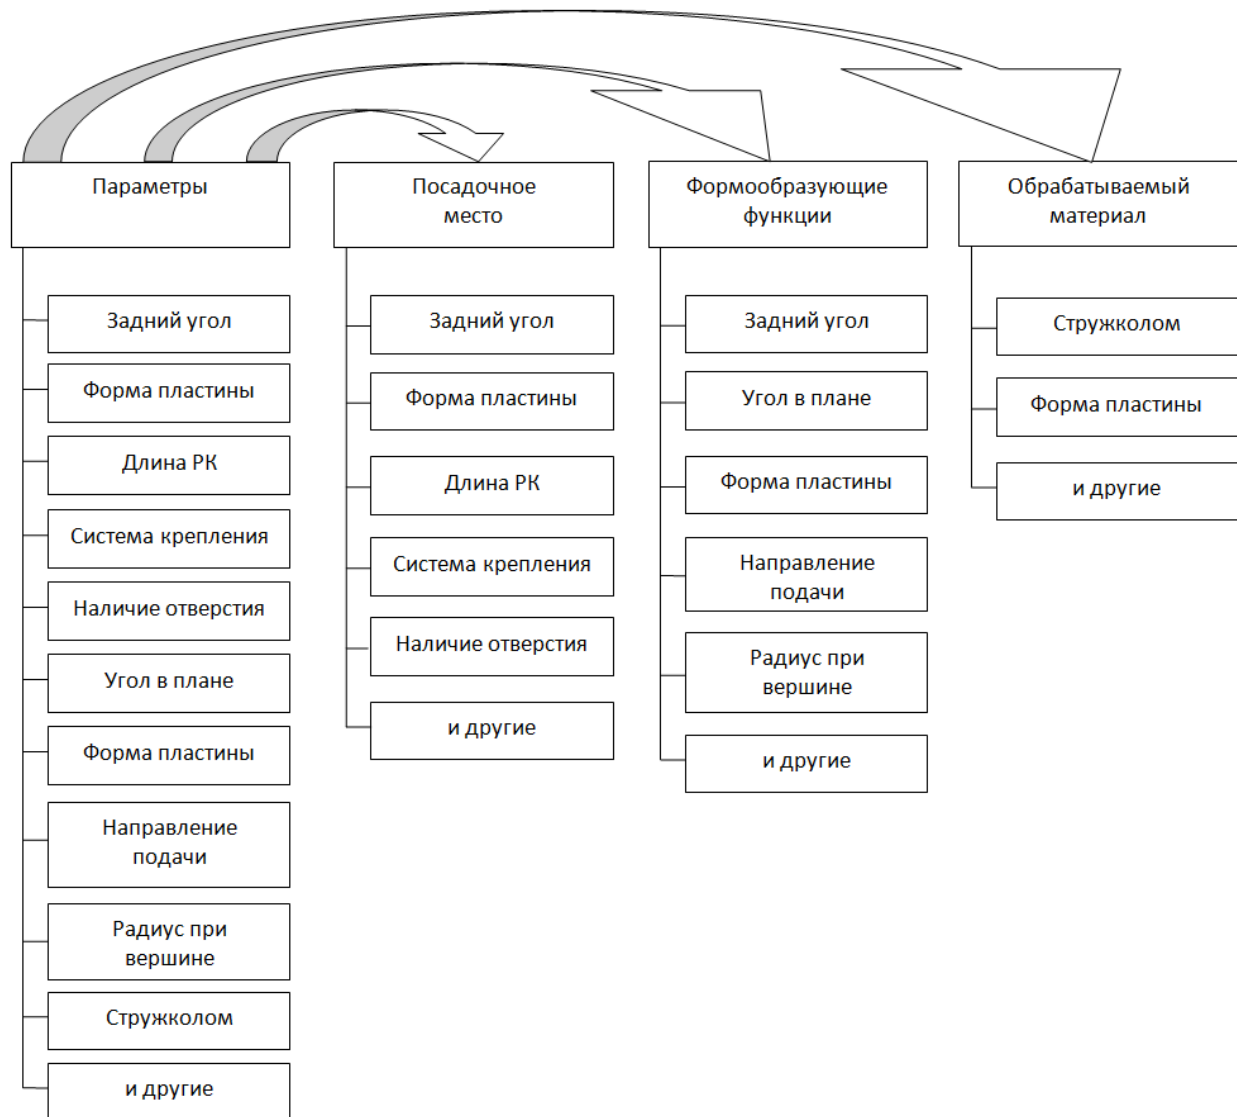 Параметры
Задний угол
Форма пластины
Длина РК
Система крепления
Наличие отверстия
Угол в плане
Форма пластины
Направление
подачи
Радиус при
вершине
Стружколом
и другие
Посадочное
место
Задний угол
Форма пластины
Длина РК
Система крепления
Наличие отверстия
и другие
Формообразующие
функции
Задний угол
Угол в плане
Форма пластины
Направление
подачи
Радиус при
вершине
и другие
Обрабатываемый
материал
Стружколом
Форма пластины
и другие